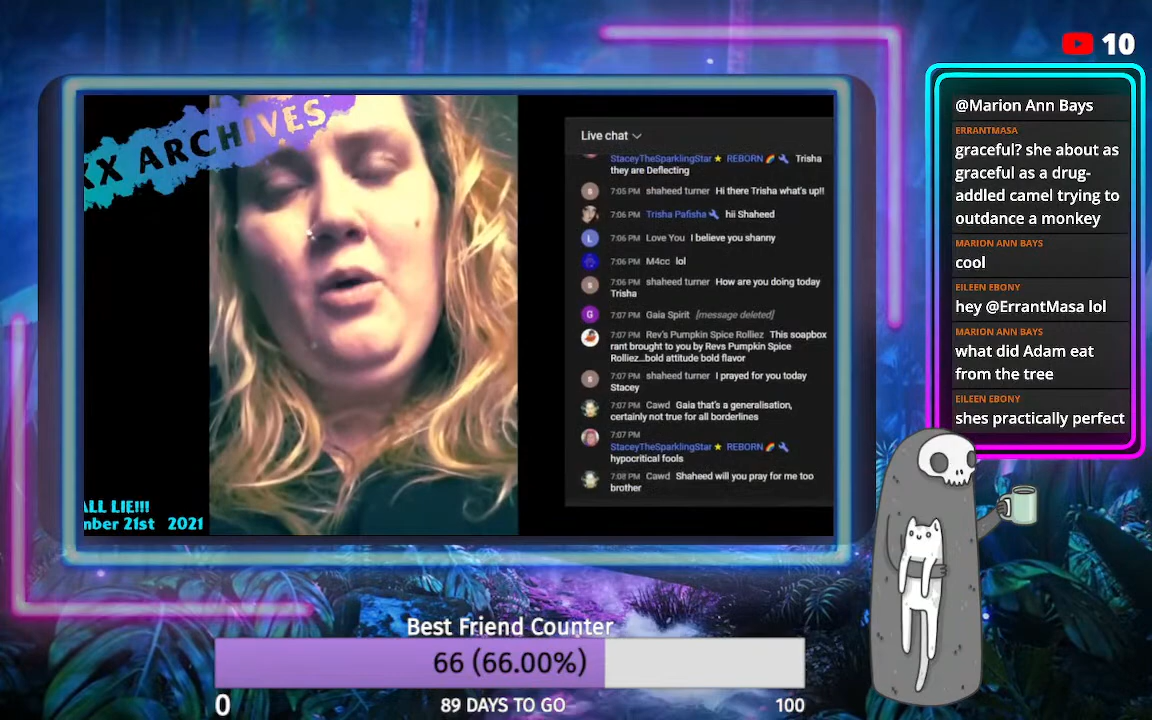 10
XX ARCHIVES
ALL LIE!!!
mber 21st 2021
Live chat
StaceyTheSparklingStar REBORN Trisha
they are Deflecting
7:05 PM shaheed turner Hi there Trisha what's up!!
7:06 PM Trisha Pafisha hii Shaheed
7:06 PM Love You I believe you shanny
7:06 PM M4cc lol
7:06 PM shaheed turner How are you doing today
Trisha
G 7:07 PM Gaia Spirit [message deleted]
7:07 PM Rev's Pumpkin Spice Rolliez This soapbox
rant brought to you by Revs Pumpkin Spice
Rolliez...bold attitude bold flavor
7:07 PM shaheed turner I prayed for you today
Stacey
7:07 PM Cawd Gaia that's a generalisation,
certainly not true for all borderlines
7:07 PM
StaceyTheSparklingStar REBORN
hypocritical fools
7:08 PM Cawd Shaheed will you pray for me too
brother
@Marion Ann Bays
ERRANTMASA
graceful? she about as
graceful as a drug-
addled camel trying to
outdance a monkey
MARION ANN BAYS
cool
EILEEN EBONY
hey @ErrantMasa lol
MARION ANN BAYS
what did Adam eat
from the tree
EILEEN EBONY
shes practically perfect
Best Friend Counter
66 (66.00%)
0 89 DAYS TO GO 100